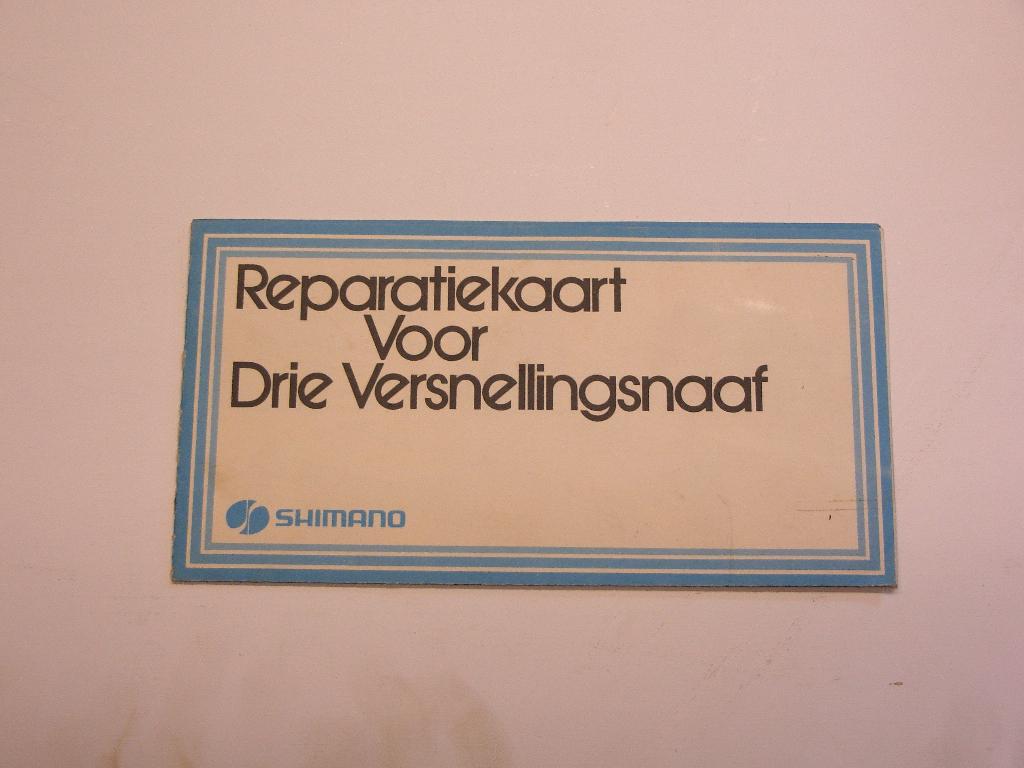 Reparatiekaart
Voor
Drie Versnellingsnaaf
SHIMANO